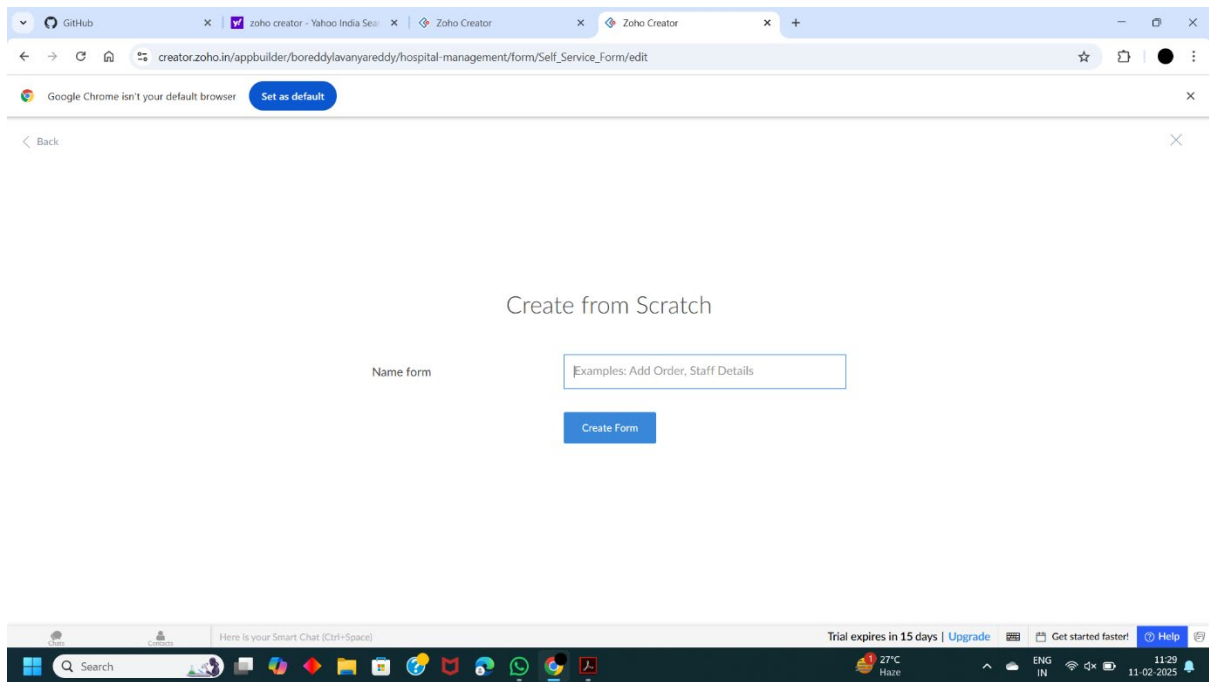 GitHub
zoho creator - Yahoo India Sea
Zoho Creator
Zoho Creator
creator.zoho.in/appbuilder/boreddylavanyareddy/hospital-management/form/Self_Service_Form/edit
Google Chrome isn't your default browser
Set as default
Back
Create from Scratch
Name form
Examples: Add Order, Staff Details
Create Form
Chats
Contacts
Here is your Smart Chat (Ctrl+Space)
Trial expires in 15 days | Upgrade
Get started faster!
Help
Search
1
27°C
Haze
ENG
IN
11:29
11-02-2025